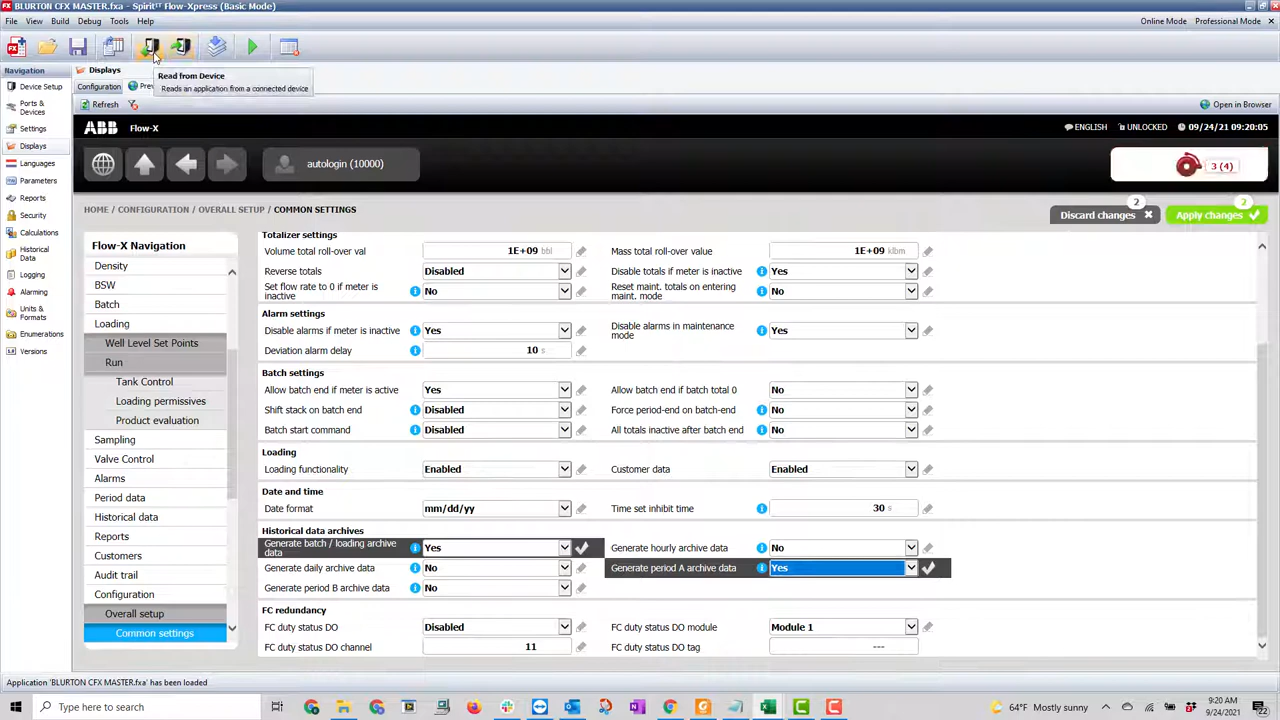 BLURTON CFX MASTER.fxa - Spirit IT Flow-Xpress (Basic Mode)
File View Build Debug Tools Help
Online Mode Professional Mode
Navigation
Displays
Device Setup
Configuration
Read from Device
Reads an application from a connected device
Ports & Devices
Refresh
Open in Browser
Settings
ABB Flow-X
ENGLISH UNLOCKED 09/24/21 09:20:05
Displays
Languages
autologin (10000)
3 (4)
Parameters
Reports
HOME / CONFIGURATION / OVERALL SETUP / COMMON SETTINGS
Discard changes 2
Apply changes 2
Security
Calculations
Historical Data
Logging
Alarming
Units & Formats
Enumerations
Versions
Flow-X Navigation
Density
BSW
Batch
Loading
Well Level Set Points
Run
Tank Control
Loading permissives
Product evaluation
Sampling
Valve Control
Alarms
Period data
Historical data
Reports
Customers
Audit trail
Configuration
Overall setup
Common settings
Totalizer settings
Volume total roll-over val 1E+09 bbl Mass total roll-over value 1E+09 klbm
Reverse totals Disabled Disable totals if meter is inactive Yes
Set flow rate to 0 if meter is inactive No Reset maint. totals on entering maint. mode No
Alarm settings
Disable alarms if meter is inactive Yes Disable alarms in maintenance mode Yes
Deviation alarm delay 10 s
Batch settings
Allow batch end if meter is active Yes Allow batch end if batch total 0 No
Shift stack on batch end Disabled Force period-end on batch-end No
Batch start command Disabled All totals inactive after batch end No
Loading
Loading functionality Enabled Customer data Enabled
Date and time
Date format mm/dd/yy Time set inhibit time 30 s
Historical data archives
Generate batch / loading archive data Yes Generate hourly archive data No
Generate daily archive data No Generate period A archive data Yes
Generate period B archive data No
FC redundancy
FC duty status DO Disabled FC duty status DO module Module 1
FC duty status DO channel 11 FC duty status DO tag ---
Application 'BLURTON CFX MASTER.fxa' has been loaded
Type here to search
64°F Mostly sunny
9:20 AM
9/24/2021
22